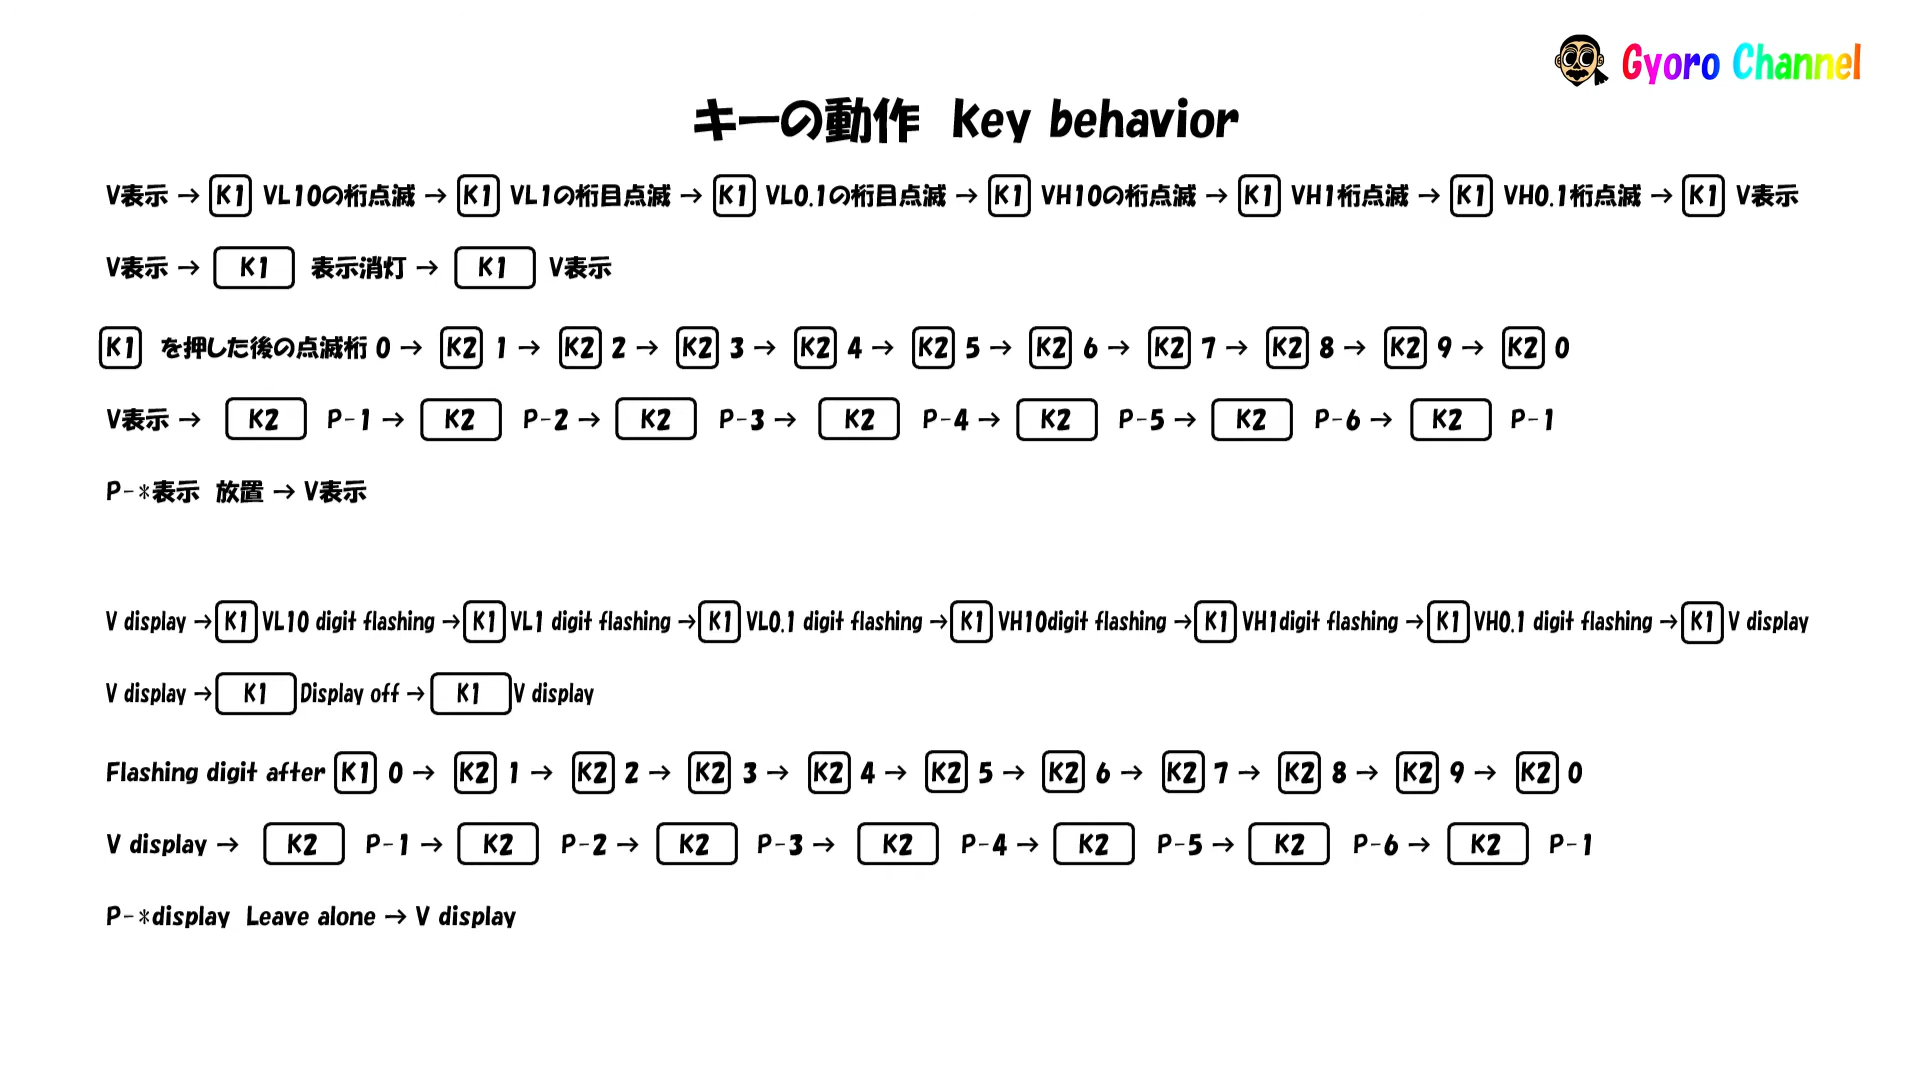 Gyoro Channel
キーの動作 Key behavior
V表示 → K1 VL10の桁点滅 → K1 VL1の桁目点滅 → K1 VL0.1の桁目点滅 → K1 VH10の桁点滅 → K1 VH1桁点滅 → K1 VH0.1桁点滅 → K1 V表示
V表示 → K1 表示消灯 → K1 V表示
K1 を押した後の点滅桁 0 → K2 1 → K2 2 → K2 3 → K2 4 → K2 5 → K2 6 → K2 7 → K2 8 → K2 9 → K2 0
V表示 → K2 P-1 → K2 P-2 → K2 P-3 → K2 P-4 → K2 P-5 → K2 P-6 → K2 P-1
P-*表示 放置 → V表示
V display → K1 VL10 digit flashing → K1 VL1 digit flashing → K1 VL0.1 digit flashing → K1 VH10digit flashing → K1 VH1digit flashing → K1 VH0.1 digit flashing → K1 V display
V display → K1 Display off → K1 V display
Flashing digit after K1 0 → K2 1 → K2 2 → K2 3 → K2 4 → K2 5 → K2 6 → K2 7 → K2 8 → K2 9 → K2 0
V display → K2 P-1 → K2 P-2 → K2 P-3 → K2 P-4 → K2 P-5 → K2 P-6 → K2 P-1
P-*display Leave alone → V display